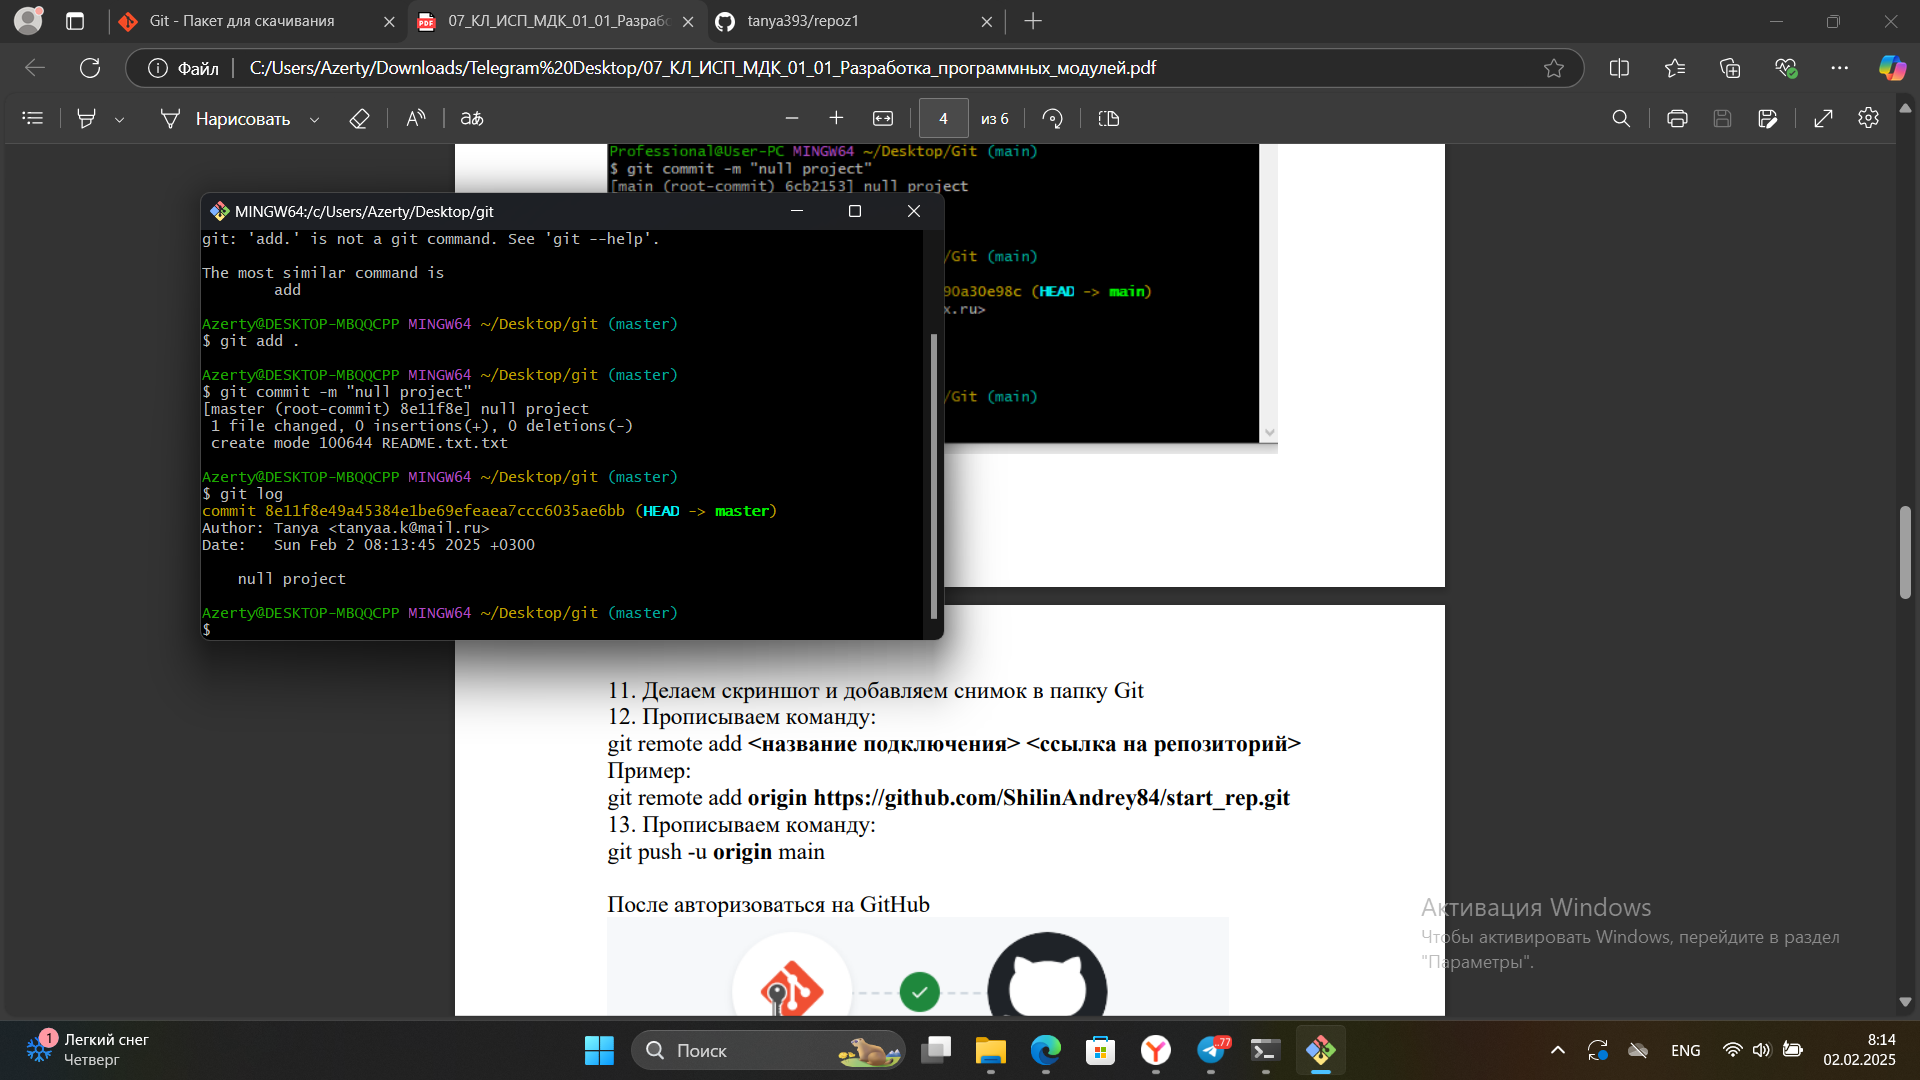 Git - Пакет для скачивания
07_КЛ_ИСП_МДК_01_01_Разрабо
tanya393/repoz1
Файл
C:/Users/Azerty/Downloads/Telegram%20Desktop/07_КЛ_ИСП_МДК_01_01_Разработка_программных_модулей.pdf
Нарисовать
aあ
4
из 6
Professional@User-PC MINGW64 ~/Desktop/Git (main)
$ git commit -m "null project"
[main (root-commit) 6cb2153] null project
/Git (main)
90a30e98c (HEAD -> main)
x.ru>
/Git (main)
MINGW64:/c/Users/Azerty/Desktop/git
git: 'add.' is not a git command. See 'git --help'.
The most similar command is
add
Azerty@DESKTOP-MBQQCPP MINGW64 ~/Desktop/git (master)
$ git add .
Azerty@DESKTOP-MBQQCPP MINGW64 ~/Desktop/git (master)
$ git commit -m "null project"
[master (root-commit) 8e11f8e] null project
1 file changed, 0 insertions(+), 0 deletions(-)
create mode 100644 README.txt.txt
Azerty@DESKTOP-MBQQCPP MINGW64 ~/Desktop/git (master)
$ git log
commit 8e11f8e49a45384e1be69efeaea7ccc6035ae6bb (HEAD -> master)
Author: Tanya <tanyaa.k@mail.ru>
Date: Sun Feb 2 08:13:45 2025 +0300
null project
Azerty@DESKTOP-MBQQCPP MINGW64 ~/Desktop/git (master)
$
11. Делаем скриншот и добавляем снимок в папку Git
12. Прописываем команду:
git remote add <название подключения> <ссылка на репозиторий>
Пример:
git remote add origin https://github.com/ShilinAndrey84/start_rep.git
13. Прописываем команду:
git push -u origin main
После авторизоваться на GitHub
Активация Windows
Чтобы активировать Windows, перейдите в раздел
"Параметры".
1
Легкий снег
Четверг
Поиск
77
ENG
8:14
02.02.2025